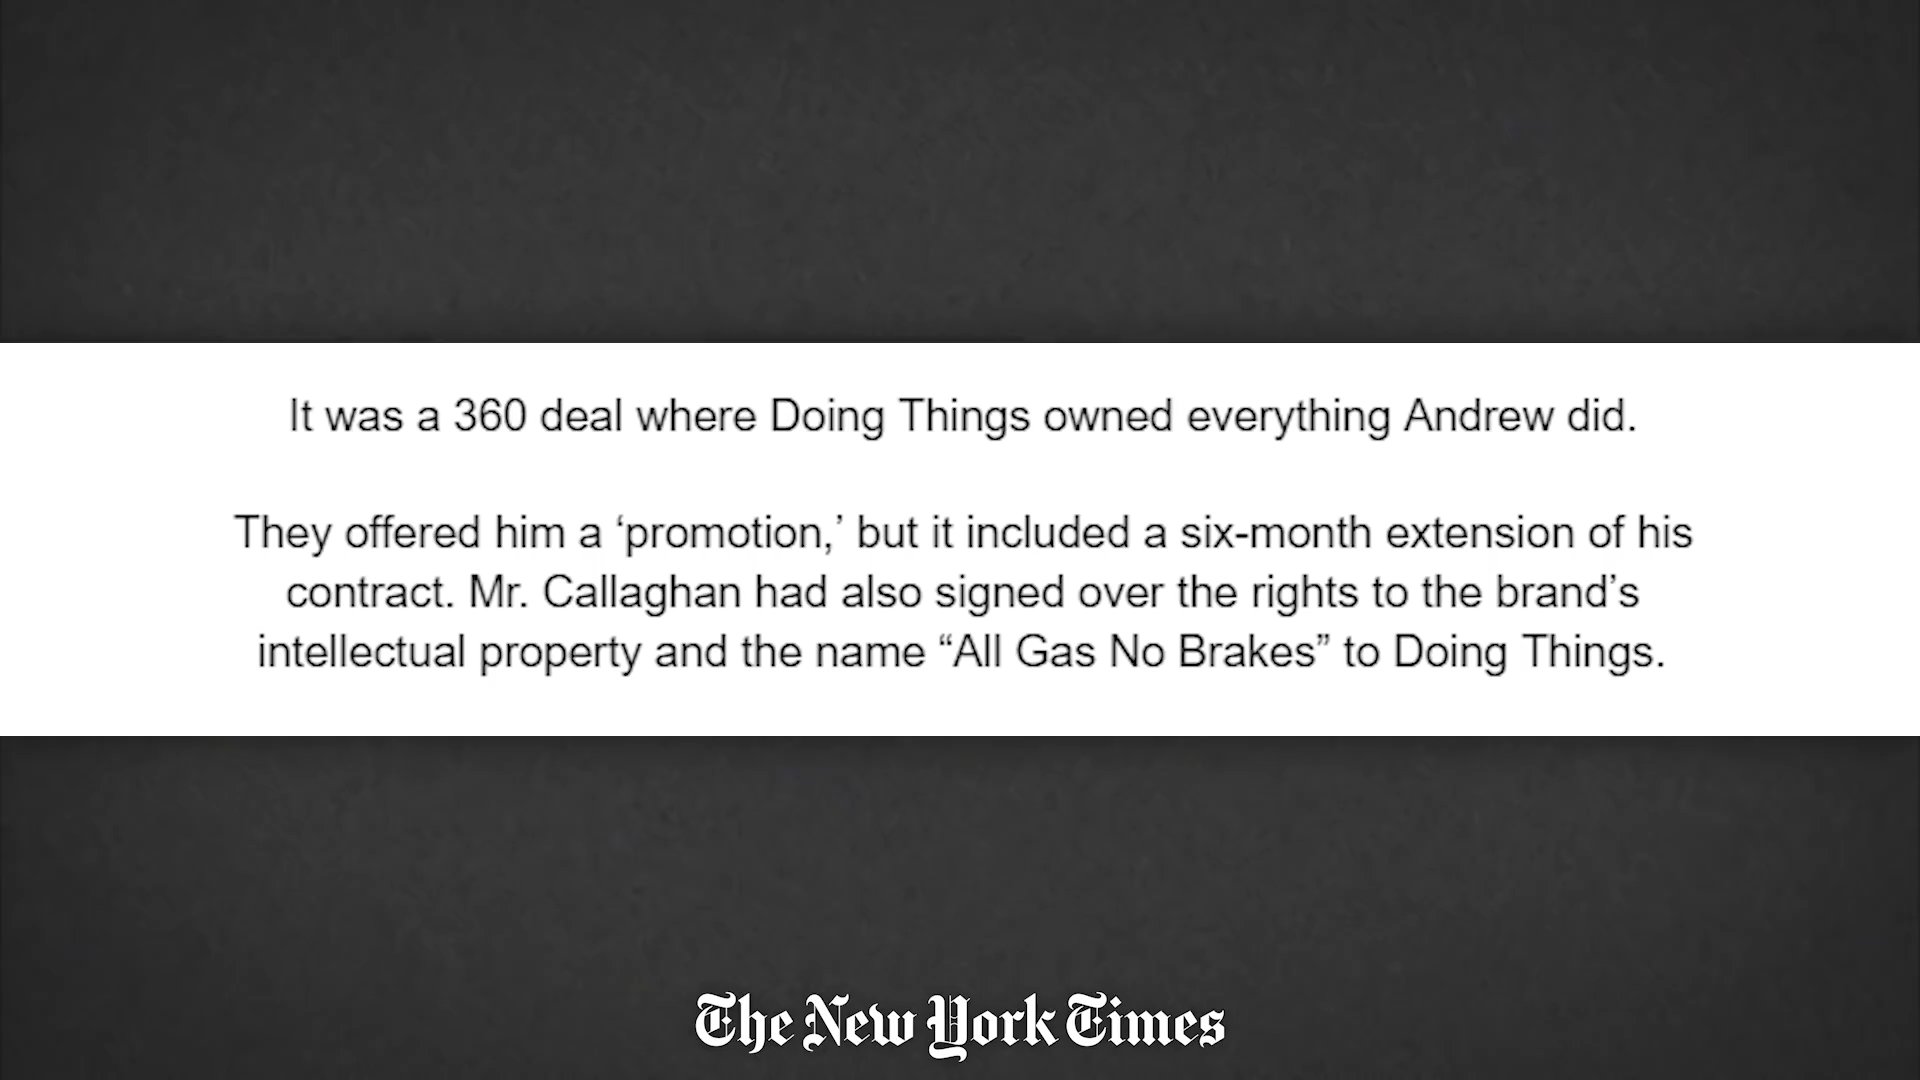 It was a 360 deal where Doing Things owned everything Andrew did.
They offered him a ‘promotion,’ but it included a six-month extension of his
contract. Mr. Callaghan had also signed over the rights to the brand’s
intellectual property and the name “All Gas No Brakes” to Doing Things.
The New York Times